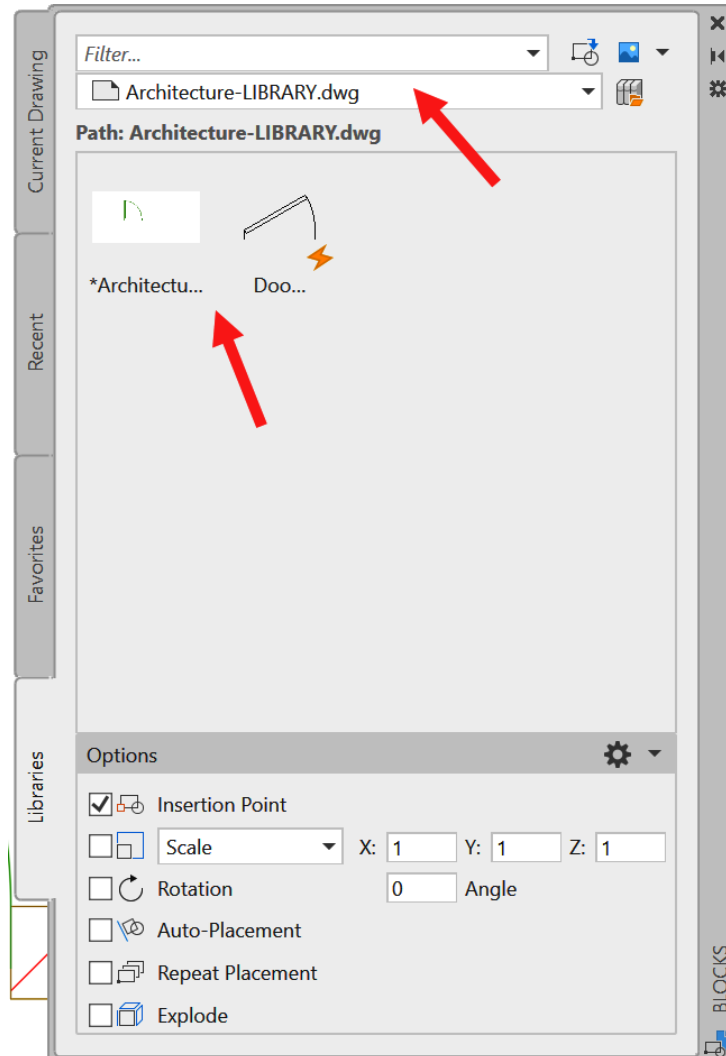 Current Drawing
Recent
Favorites
Libraries
Filter...
Architecture-LIBRARY.dwg
Path: Architecture-LIBRARY.dwg
*Architectu...
Doo...
Options
Insertion Point
Scale X: 1 Y: 1 Z: 1
Rotation 0 Angle
Auto-Placement
Repeat Placement
Explode
BLOCKS